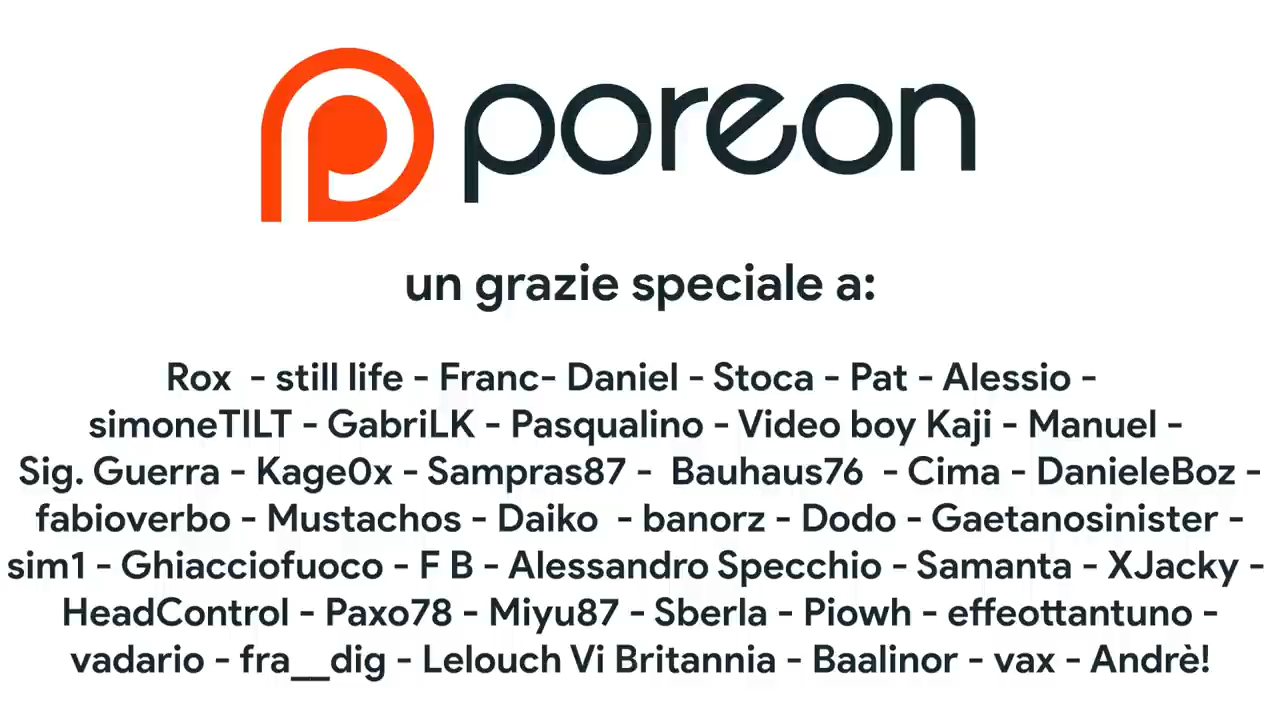 poreon
un grazie speciale a:
Rox - still life - Franc- Daniel - Stoca - Pat - Alessio -
simoneTILT - GabriLK - Pasqualino - Video boy Kaji - Manuel -
Sig. Guerra - Kage0x - Sampras87 - Bauhaus76 - Cima - DanieleBoz -
fabioverbo - Mustachos - Daiko - banorz - Dodo - Gaetanosinister -
sim1 - Ghiacciofuoco - F B - Alessandro Specchio - Samanta - XJacky -
HeadControl - Paxo78 - Miyu87 - Sberla - Piowh - effeottantuno -
vadario - fra__dig - Lelouch Vi Britannia - Baalinor - vax - Andrè!